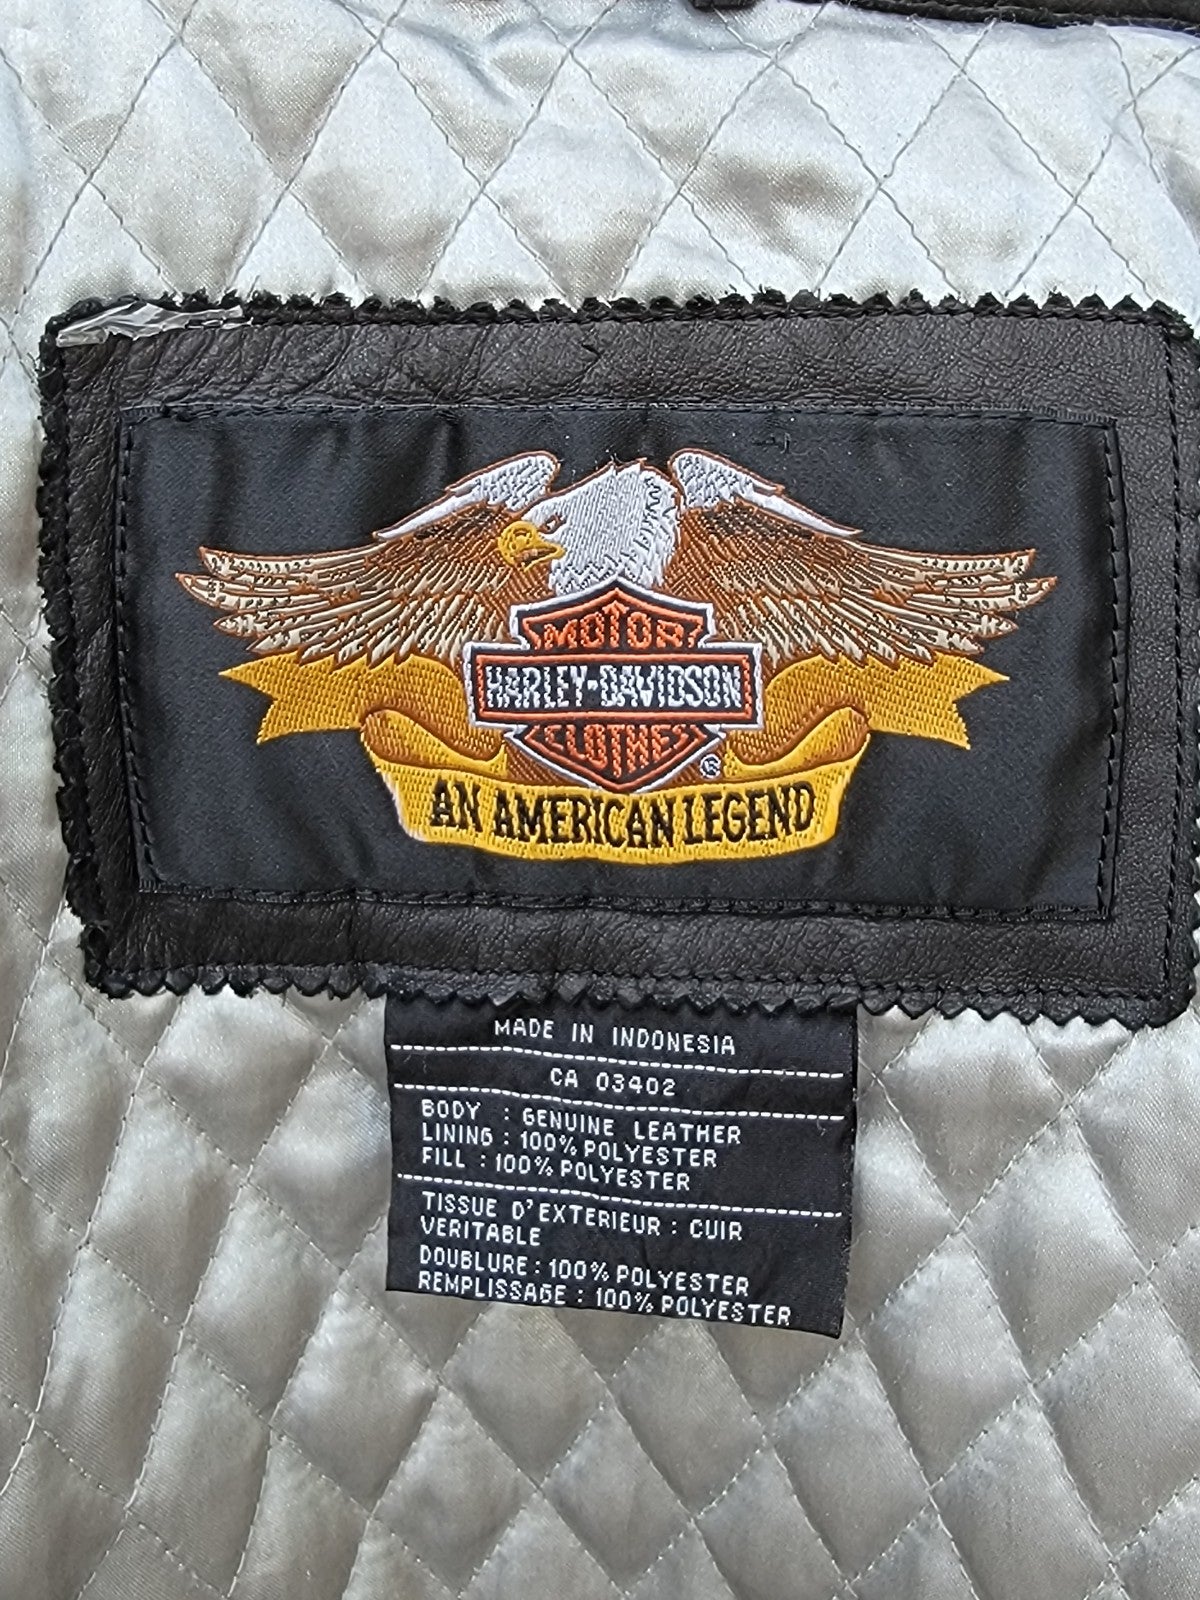 MOTOR
HARLEY-DAVIDSON
CLOTHES
®
AN AMERICAN LEGEND
MADE IN INDONESIA
CA 03402
BODY : GENUINE LEATHER
LINING : 100% POLYESTER
FILL : 100% POLYESTER
TISSUE D'EXTERIEUR : CUIR
VERITABLE
DOUBLURE : 100% POLYESTER
REMPLISSAGE : 100% POLYESTER